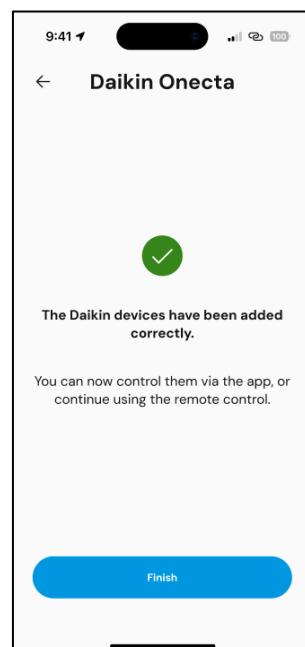 9:41
100
Daikin Onecta
The Daikin devices have been added
correctly.
You can now control them via the app, or
continue using the remote control.
Finish